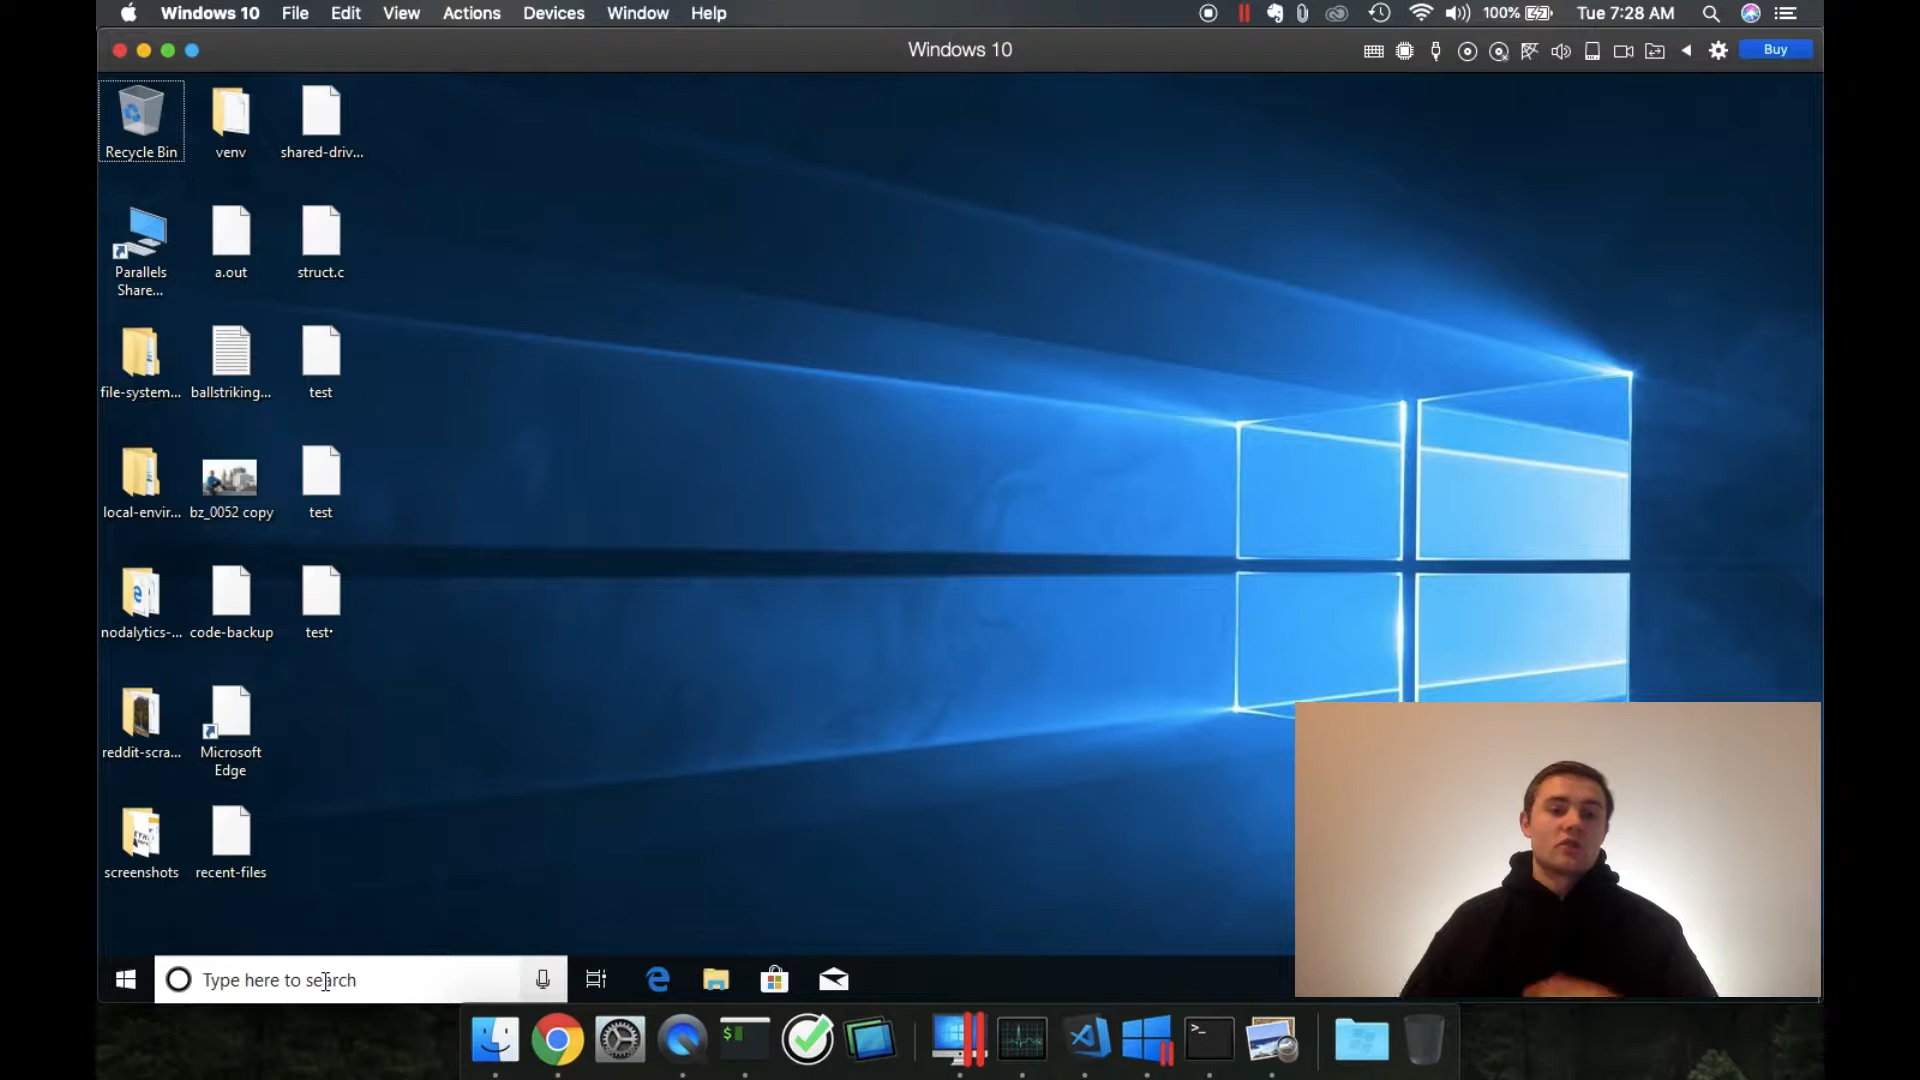 Windows 10 File Edit View Actions Devices Window Help 100% Tue 7:28 AM
Windows 10 Buy
Recycle Bin venv shared-driv...
Parallels Share... a.out struct.c
file-system... ballstriking... test
local-envir... bz_0052 copy test
nodalytics-... code-backup test
reddit-scra... Microsoft Edge
screenshots recent-files
Type here to search